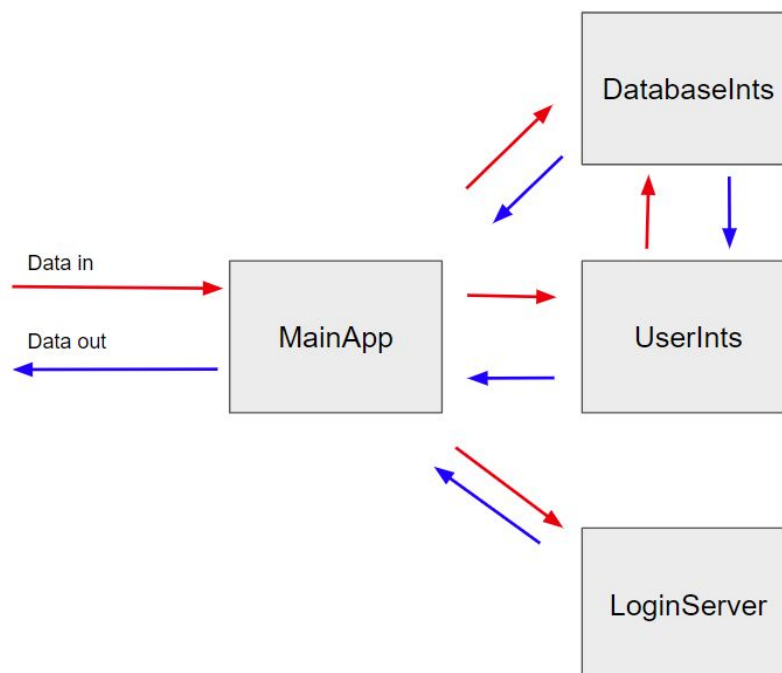 DatabaseInts
Data in
MainApp
UserInts
Data out
LoginServer